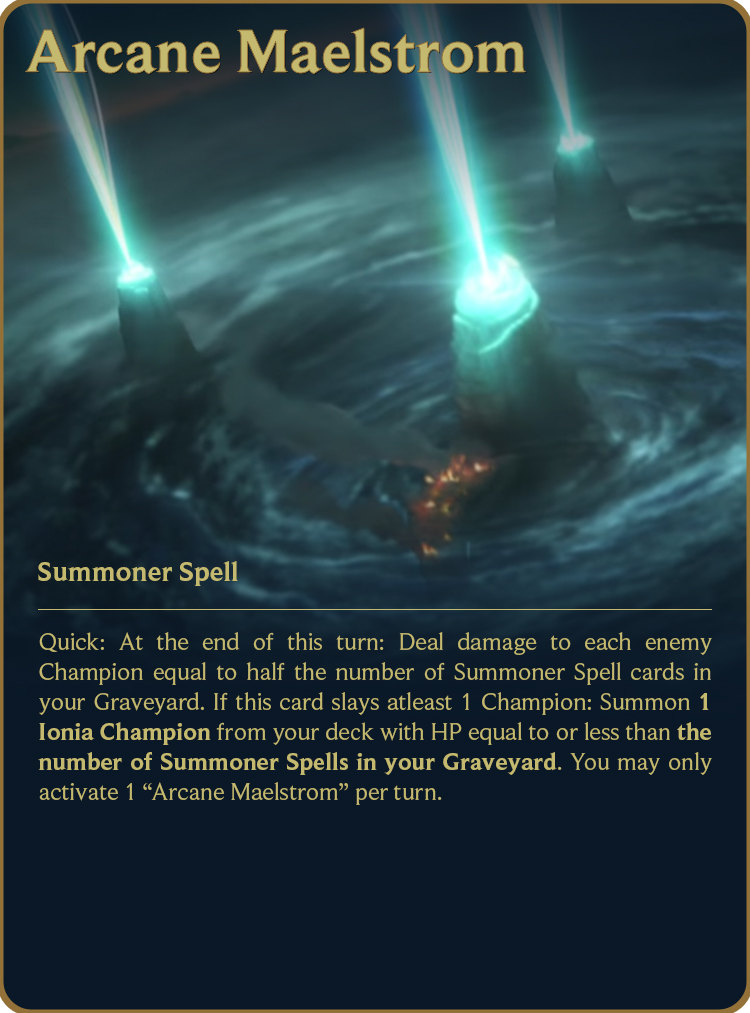 Arcane Maelstrom
Summoner Spell
Quick: At the end of this turn: Deal damage to each enemy
Champion equal to half the number of Summoner Spell cards in
your Graveyard. If this card slays atleast 1 Champion: Summon 1
Ionia Champion from your deck with HP equal to or less than the
number of Summoner Spells in your Graveyard. You may only
activate 1 “Arcane Maelstrom” per turn.